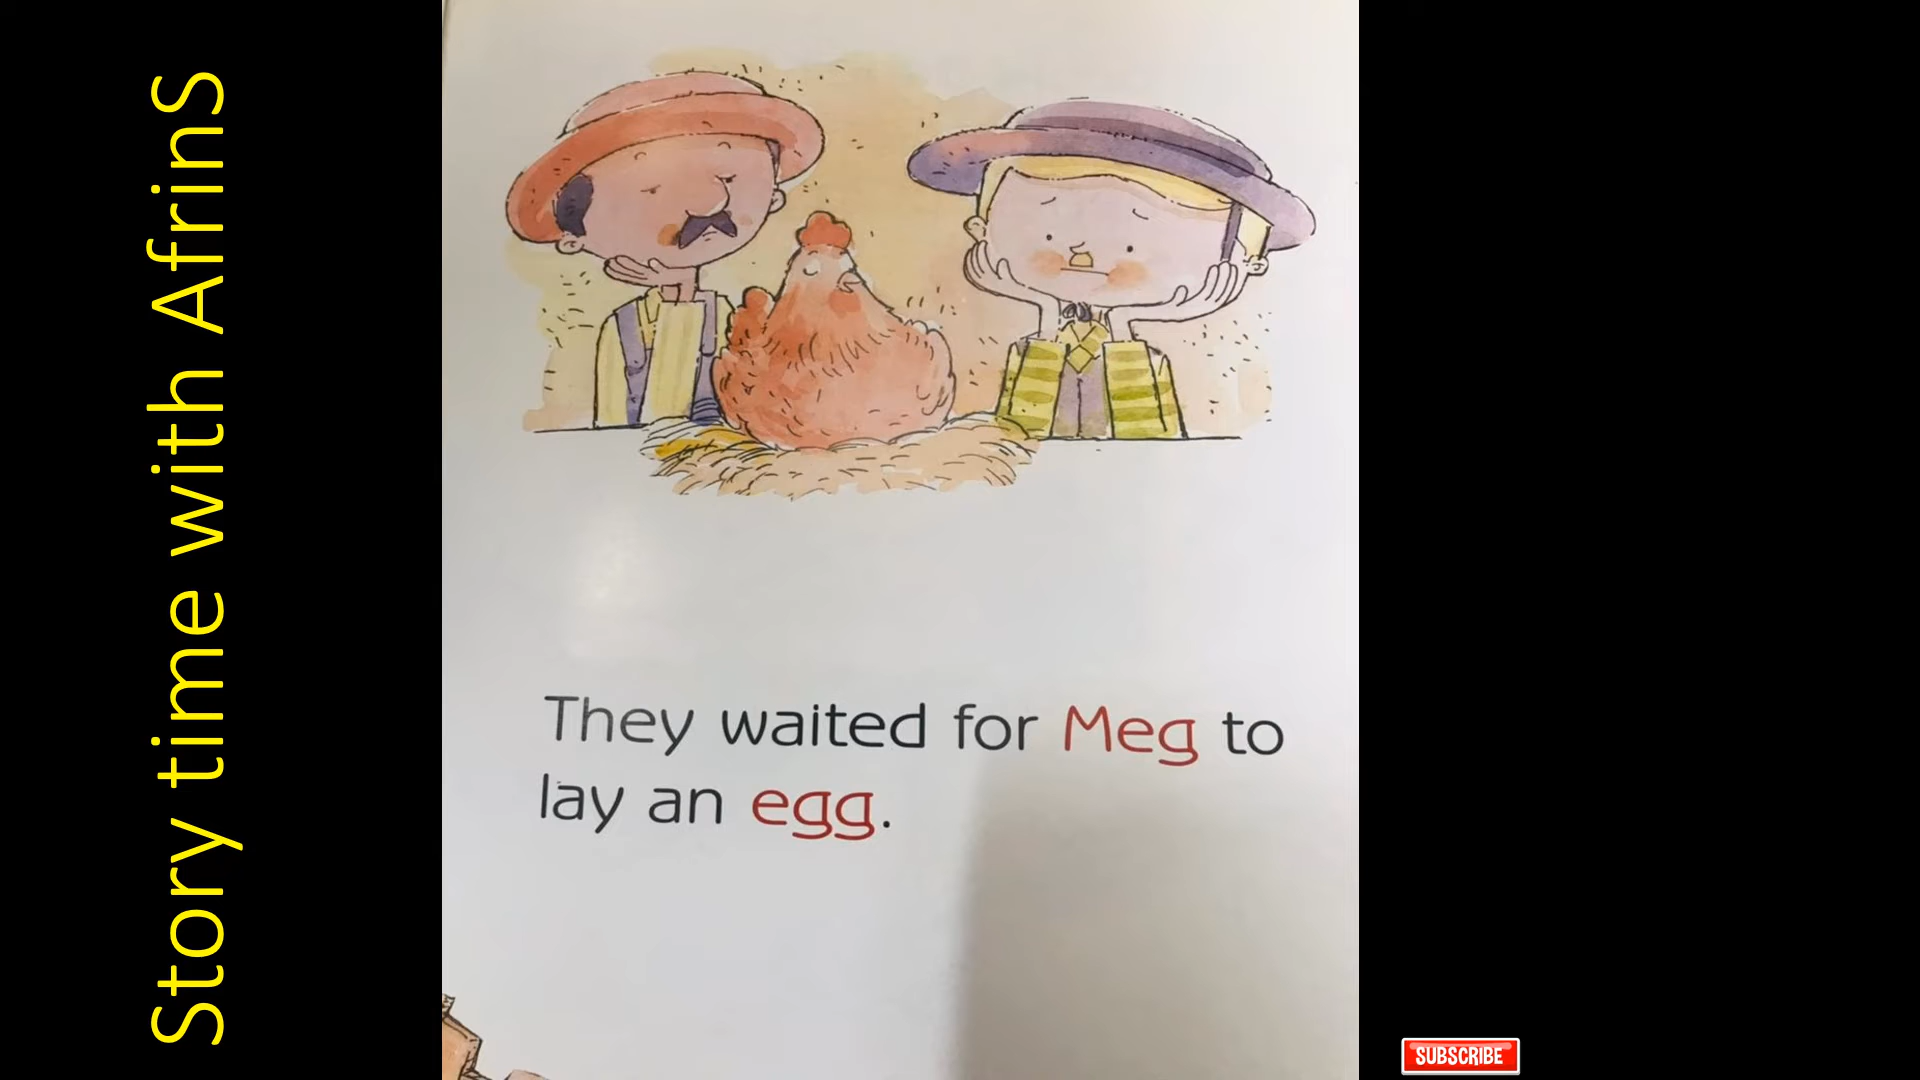 Story time with AfrinS
They waited for Meg to
lay an egg.
SUBSCRIBE